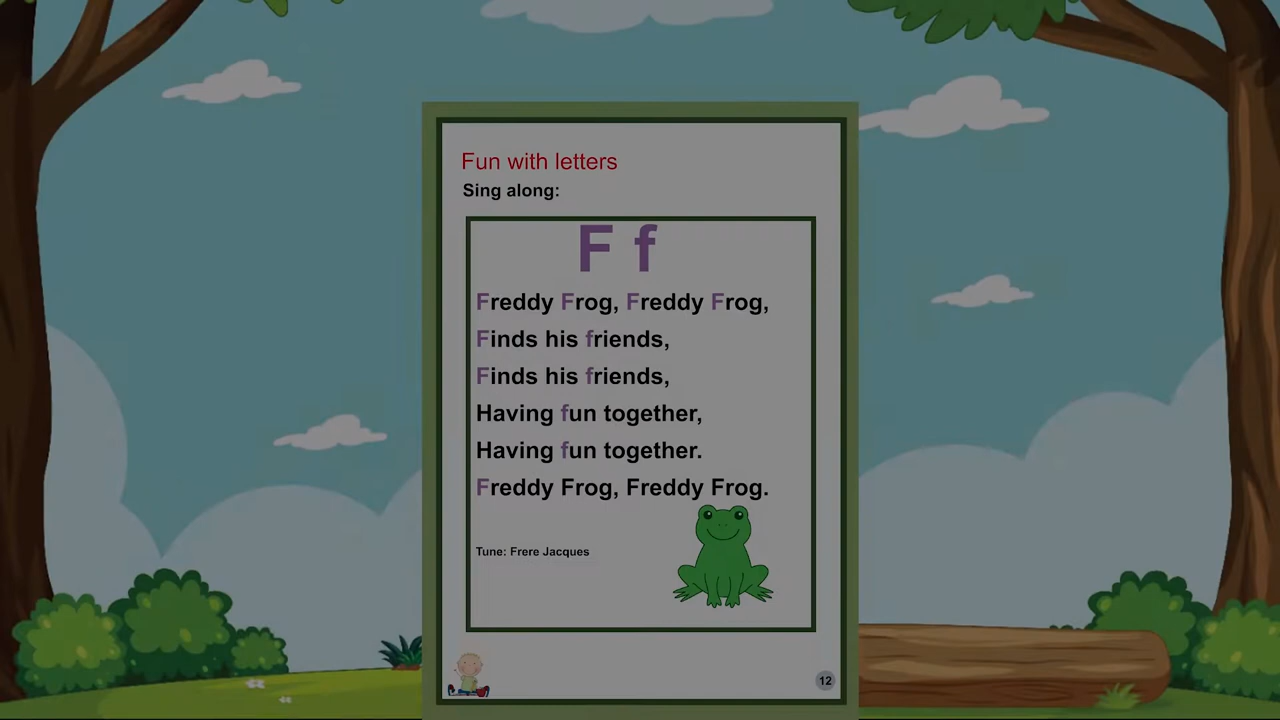 Fun with letters
Sing along:
F f
Freddy Frog, Freddy Frog,
Finds his friends,
Finds his friends,
Having fun together,
Having fun together.
Freddy Frog, Freddy Frog.
Tune: Frere Jacques
12